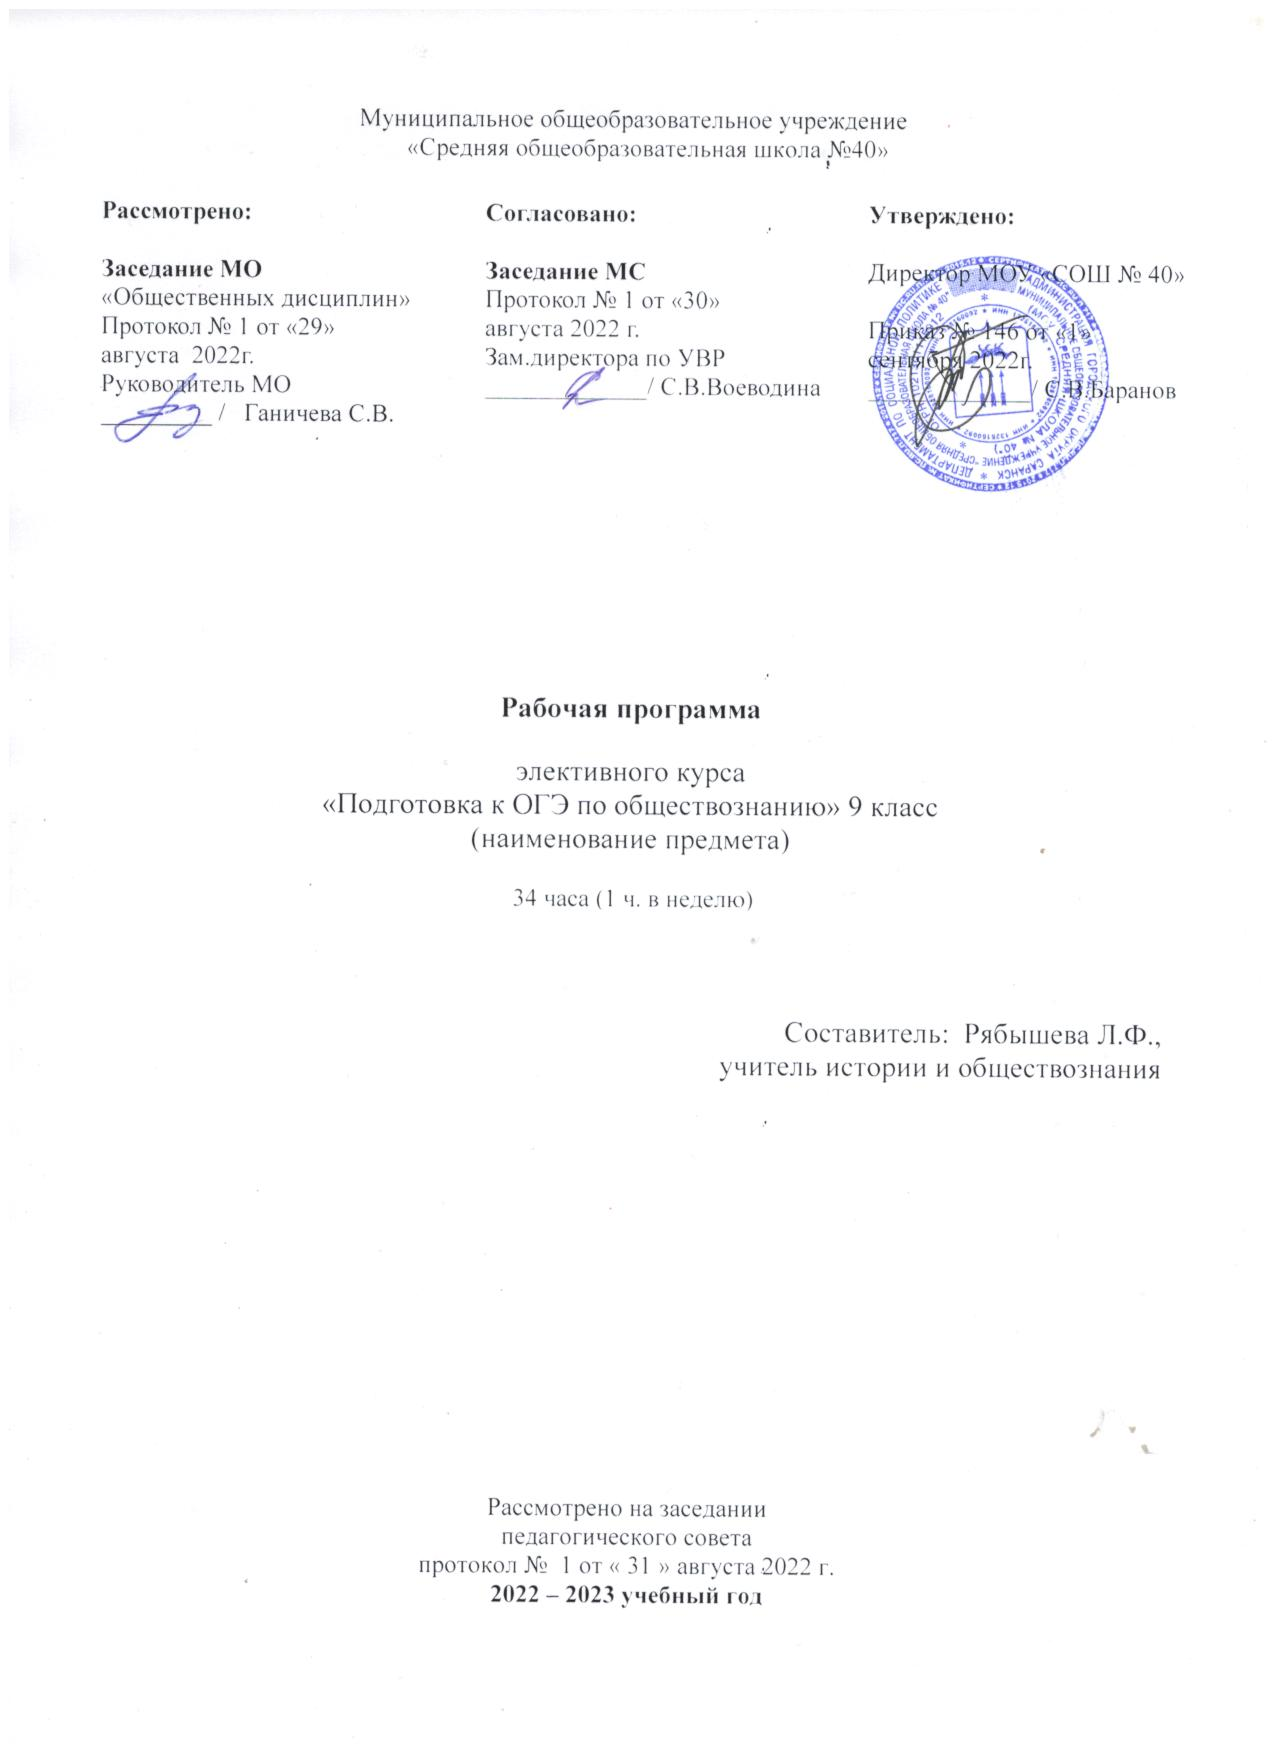 Муниципальное общеобразовательное учреждение
«Средняя общеобразовательная школа №40»
Рассмотрено:
Заседание МО
«Общественных дисциплин»
Протокол № 1 от «29»
августа 2022г.
Руководитель МО
_________ / Ганичева С.В.
Согласовано:
Заседание МС
Протокол № 1 от «30»
августа 2022 г.
Зам.директора по УВР
_____________/ С.В.Воеводина
Утверждено:
Директор МОУ «СОШ № 40»
Приказ № 146 от «1»
сентября 2022г.
_____________/ С.В.Баранов
Рабочая программа
элективного курса
«Подготовка к ОГЭ по обществознанию» 9 класс
(наименование предмета)
34 часа (1 ч. в неделю)
Составитель: Рябышева Л.Ф.,
учитель истории и обществознания
Рассмотрено на заседании
педагогического совета
протокол № 1 от « 31 » августа 2022 г.
2022 – 2023 учебный год